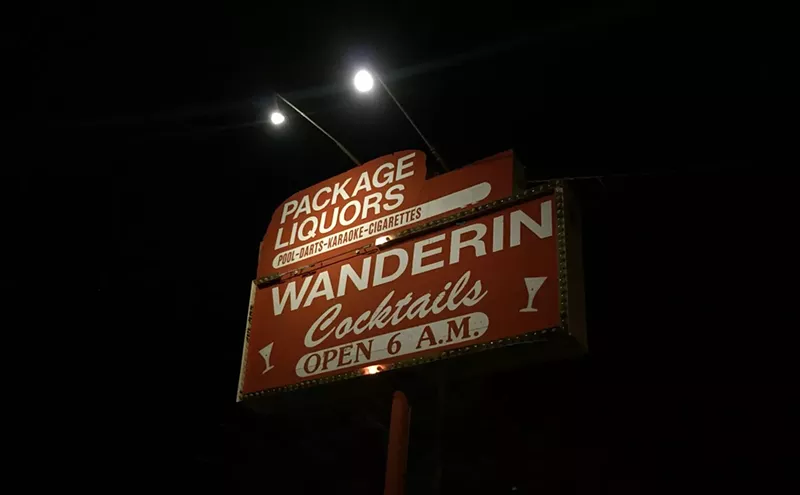 PACKAGE
LIQUORS
POOL-DARTS-KARAOKE-CIGARETTES
WANDERIN
Cocktails
OPEN 6 A.M.